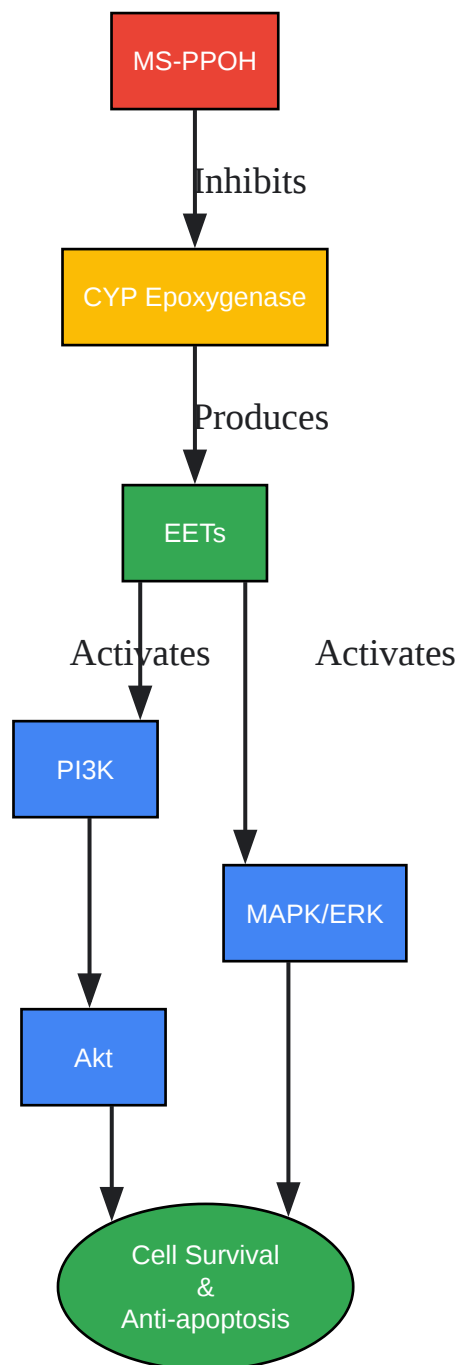 MS-PPOH
Inhibits
CYP Epoxygenase
Produces
EETs
Activates
Activates
PI3K
MAPK/ERK
Akt
Cell Survival
&
Anti-apoptosis